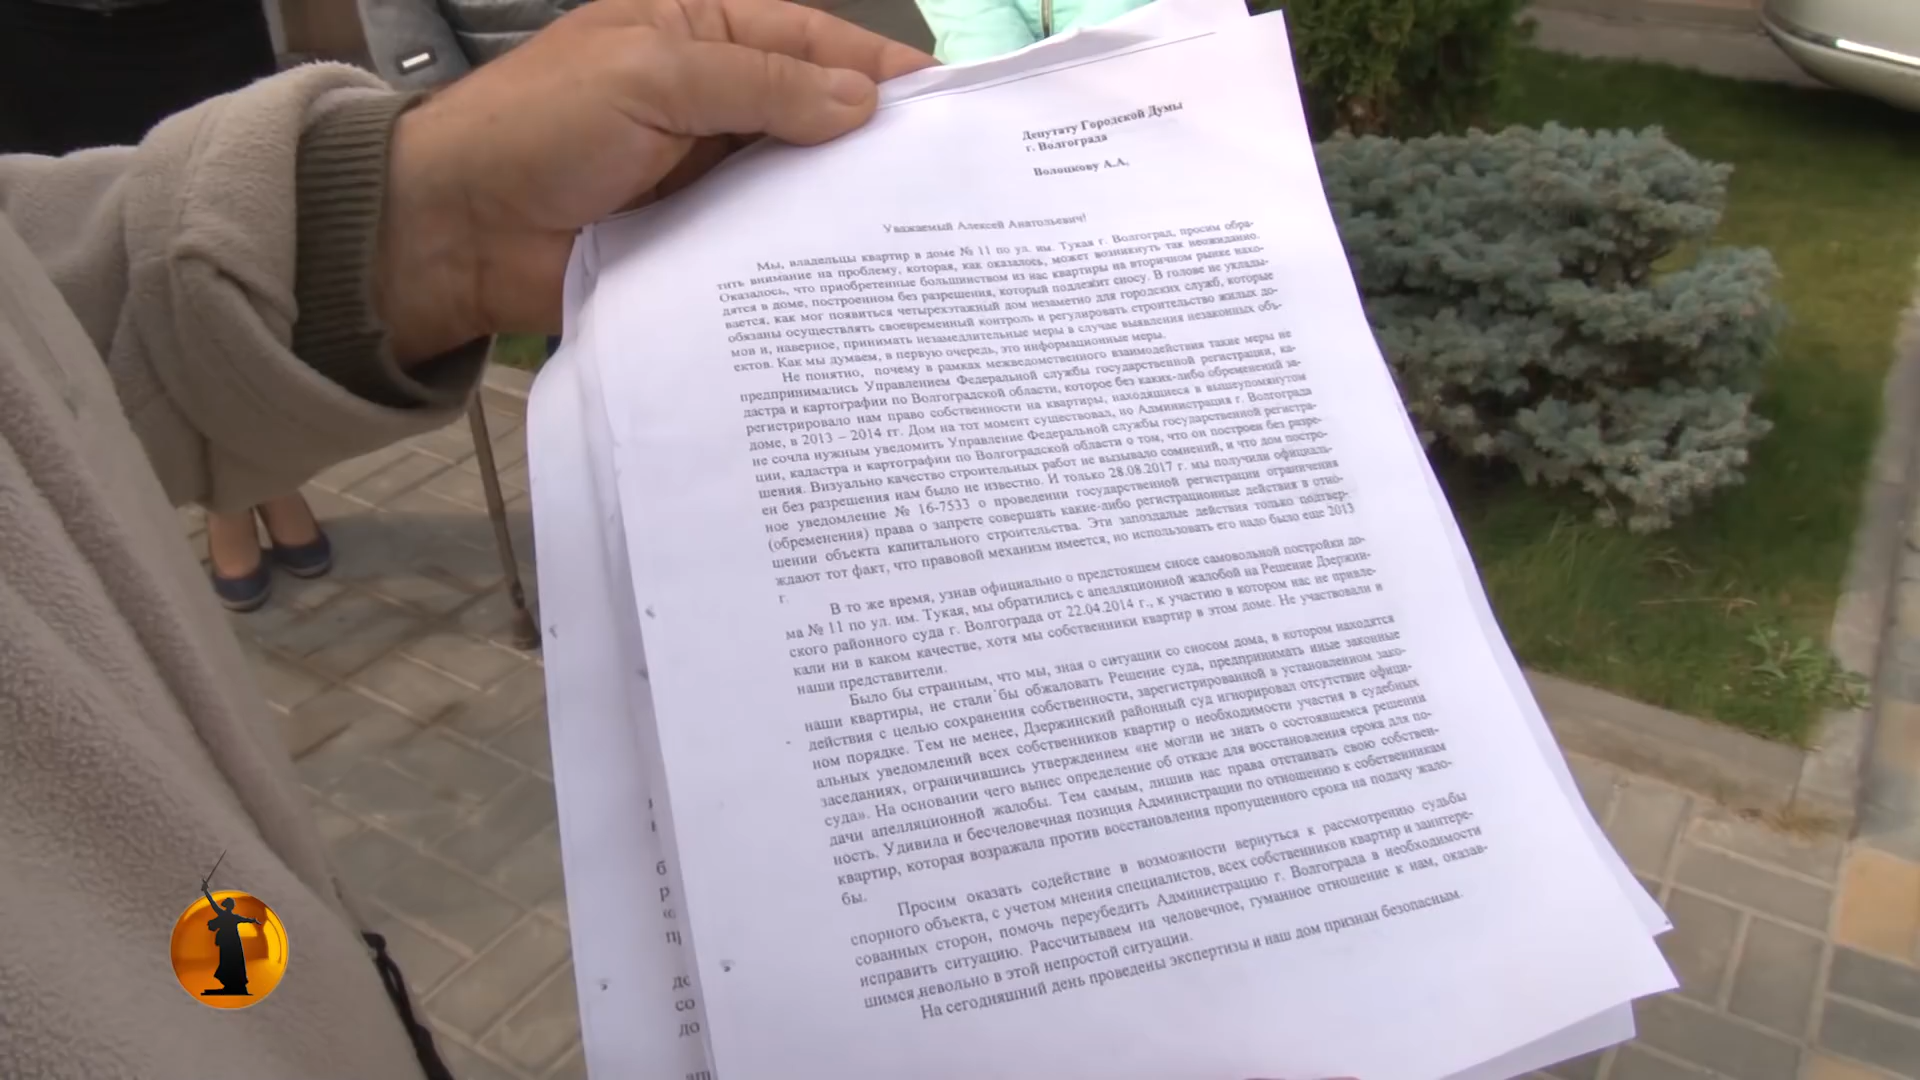 Депутату Городской Думы
г. Волгограда
Волоцкову А.А.
Уважаемый Алексей Анатольевич!
Мы, владельцы квартир в доме № 11 по ул. им. Тукая г. Волгоград, просим обра-
тить внимание на проблему, которая, как оказалось, может возникнуть так неожиданно.
Оказалось, что приобретенные большинством из нас квартиры на вторичном рынке нахо-
дятся в доме, построенном без разрешения, который подлежит сносу. В голове не уклады-
вается, как мог появиться четырехэтажный дом незаметно для городских служб, которые
обязаны осуществлять своевременный контроль и регулировать строительство жилых до-
мов и, наверное, принимать незамедлительные меры в случае выявления незаконных объ-
ектов. Как мы думаем, в первую очередь, это информационные меры.
Не понятно, почему в рамках межведомственного взаимодействия такие меры не
предпринимались Управлением Федеральной службы государственной регистрации, ка-
дастра и картографии по Волгоградской области, которое без каких-либо обременений за-
регистрировало нам право собственности на квартиры, находящиеся в вышеупомянутом
доме, в 2013 – 2014 гг. Дом на тот момент существовал, но Администрация г. Волгограда
не сочла нужным уведомить Управление Федеральной службы государственной регистра-
ции, кадастра и картографии по Волгоградской области о том, что он построен без разре-
шения. Визуально качество строительных работ не вызывало сомнений, и что дом постро-
ен без разрешения нам было не известно. И только 28.08.2017 г. мы получили официаль-
ное уведомление № 16-7533 о проведении государственной регистрации ограничения
(обременения) права о запрете совершать какие-либо регистрационные действия в отно-
шении объекта капитального строительства. Эти запоздалые действия только подтвер-
ждают тот факт, что правовой механизм имеется, но использовать его надо было еще 2013
г.
В то же время, узнав официально о предстоящем сносе самовольной постройки до-
ма № 11 по ул. им. Тукая, мы обратились с апелляционной жалобой на Решение Дзержин-
ского районного суда г. Волгограда от 22.04.2014 г., к участию в котором нас не привле-
кали ни в каком качестве, хотя мы собственники квартир в этом доме. Не участвовали и
наши представители.
Было бы странным, что мы, зная о ситуации со сносом дома, в котором находятся
наши квартиры, не стали бы обжаловать Решение суда, предпринимать иные законные
действия с целью сохранения собственности, зарегистрированной в установленном зако-
ном порядке. Тем не менее, Дзержинский районный суд игнорировал отсутствие офици-
альных уведомлений всех собственников квартир о необходимости участия в судебных
заседаниях, ограничившись утверждением «не могли не знать о состоявшемся решении
суда». На основании чего вынес определение об отказе для восстановления срока для по-
дачи апелляционной жалобы. Тем самым, лишив нас права отстаивать свою собствен-
ность. Удивила и бесчеловечная позиция Администрации по отношению к собственникам
квартир, которая возражала против восстановления пропущенного срока на подачу жало-
бы.
Просим оказать содействие в возможности вернуться к рассмотрению судьбы
спорного объекта, с учетом мнения специалистов, всех собственников квартир и заинтере-
сованных сторон, помочь переубедить Администрацию г. Волгограда в необходимости
исправить ситуацию. Рассчитываем на человечное, гуманное отношение к нам, оказав-
шимся невольно в этой непростой ситуации.
На сегодняшний день проведены экспертизы и наш дом признан безопасным.